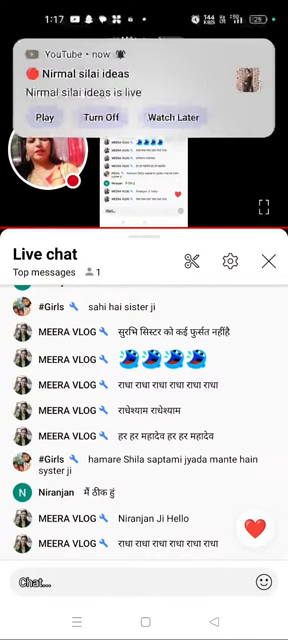 1:17
144
25
YouTube • now
Nirmal silai ideas
Nirmal silai ideas is live
Play Turn Off Watch Later
Live chat
Top messages 1
#Girls sahi hai sister ji
MEERA VLOG सुरभि सिस्टर को कई फुर्सत नहींहै
MEERA VLOG
MEERA VLOG राधा राधा राधा राधा राधा राधा
MEERA VLOG राधेश्याम राधेश्याम
MEERA VLOG हर हर महादेव हर हर महादेव
#Girls hamare Shila saptami jyada mante hain
syster ji
N Niranjan मैं ठीक हुं
MEERA VLOG Niranjan Ji Hello
MEERA VLOG राधा राधा राधा राधा राधा राधा
Chat...